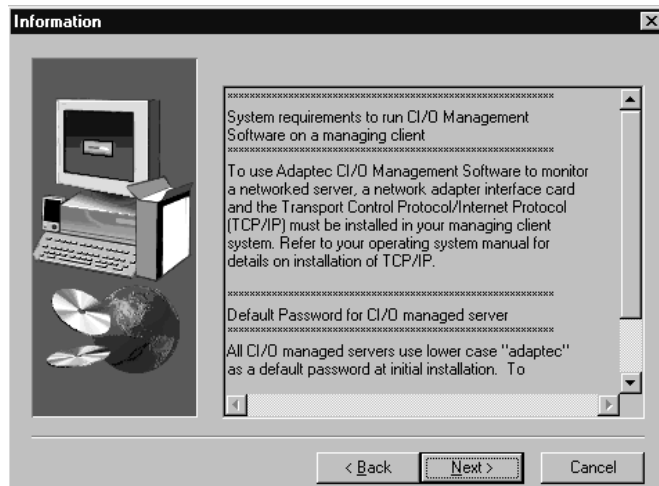 Information
******************************************************
System requirements to run CI/O Management
Software on a managing client
******************************************************
To use Adaptec CI/O Management Software to monitor
a networked server, a network adapter interface card
and the Transport Control Protocol/Internet Protocol
(TCP/IP) must be installed in your managing client
system. Refer to your operating system manual for
details on installation of TCP/IP.
******************************************************
Default Password for CI/O managed server
******************************************************
All CI/O managed servers use lower case "adaptec"
as a default password at initial installation.  To
< Back
Next >
Cancel